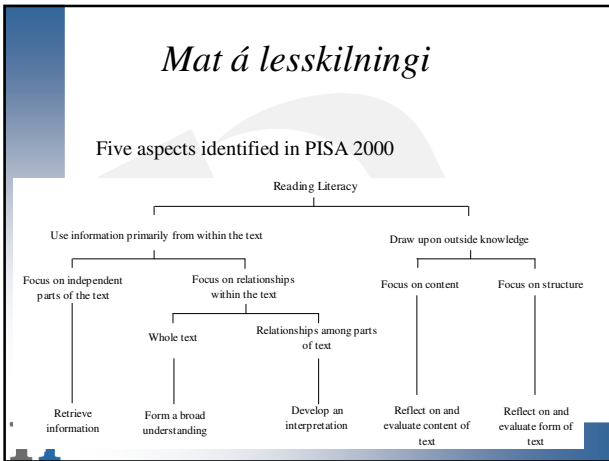 Mat á lesskilningi
Five aspects identified in PISA 2000
Reading Literacy
Use information primarily from within the text
Draw upon outside knowledge
Focus on independent
parts of the text
Focus on relationships
within the text
Focus on content
Focus on structure
Whole text
Relationships among parts
of text
Retrieve
information
Form a broad
understanding
Develop an
interpretation
Reflect on and
evaluate content of
text
Reflect on and
evaluate form of
text